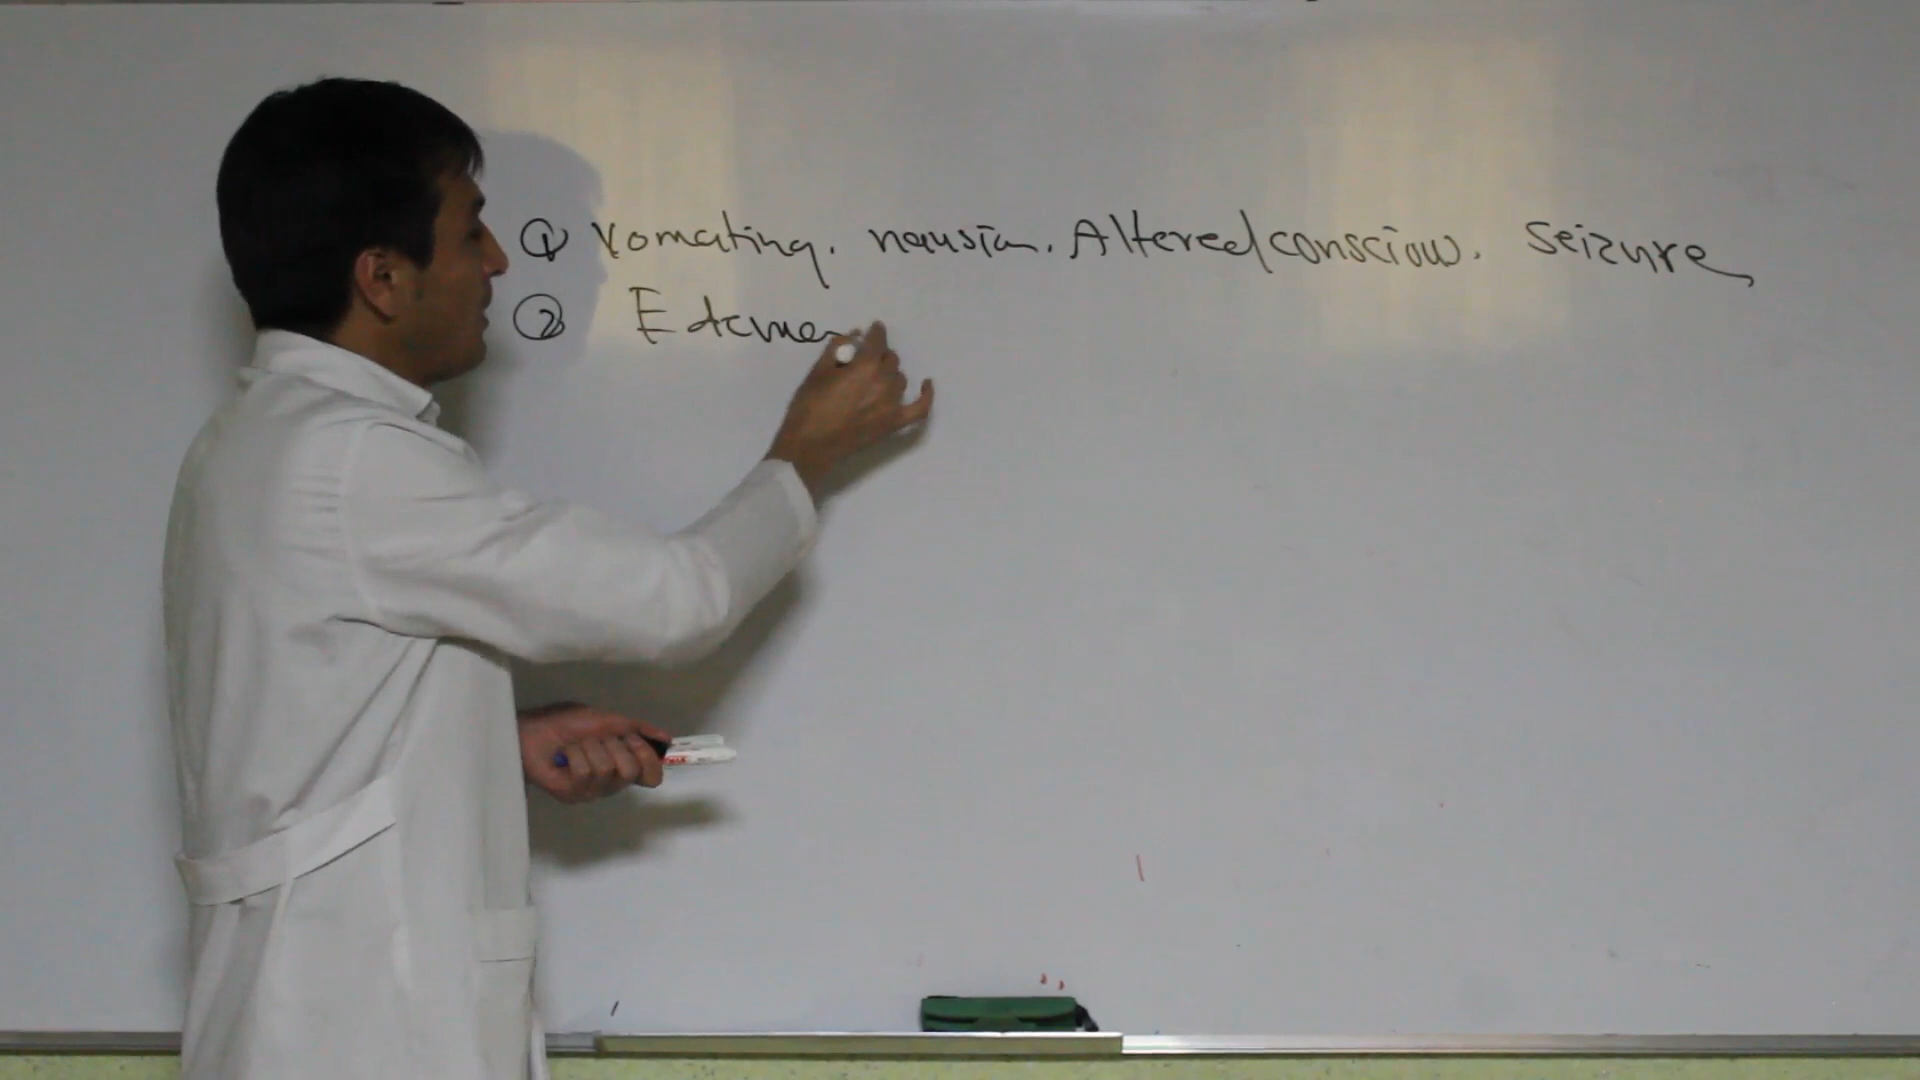 ① Vomating. nausia. Altered conscious. Seizure
② Edema